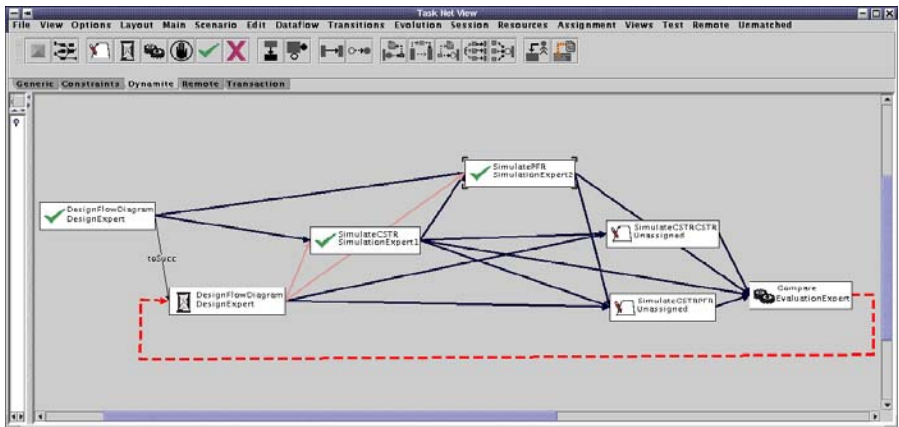 Task Net View
File View Options Layout Main Scenario Edit Dataflow Transitions Evolution Session Resources Assignment Views Test Remote Unmatched
Generic Constraints Dynamite Remote Transaction
SimulatePFR
SimulationExpert2
DesignFlowDiagram
DesignExpert
SimulateCSTR
SimulationExpert1
SimulateCSTRCSTR
Unassigned
toSucc
DesignFlowDiagram
DesignExpert
SimulateCSTRPFR
Unassigned
Compare
EvaluationExpert